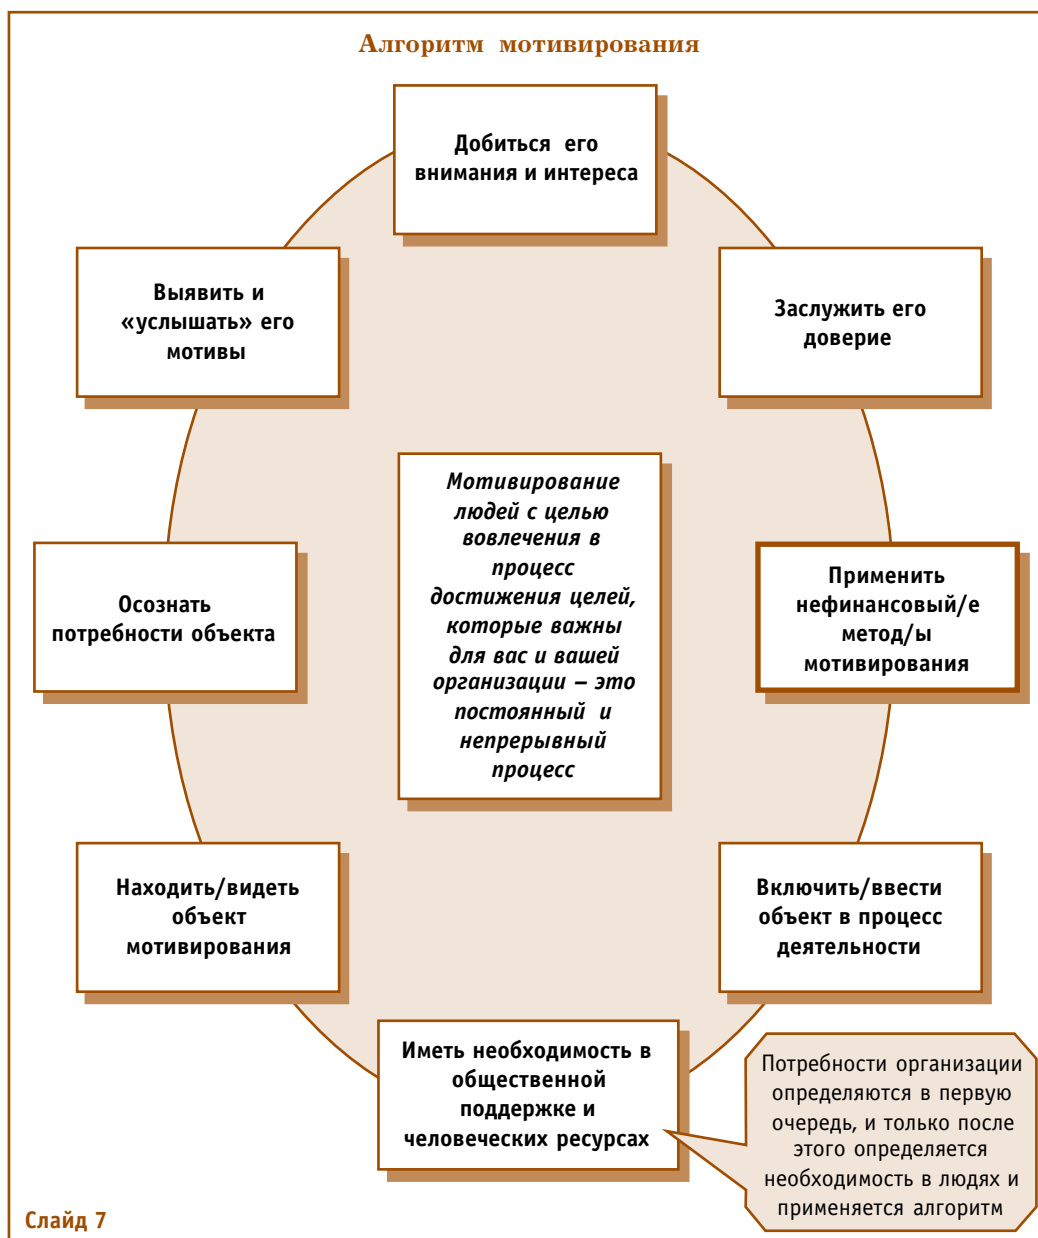 Алгоритм мотивирования
Добиться его
внимания и интереса
Выявить и
«услышать» его
мотивы
Заслужить его
доверие
Мотивирование
людей с целью
вовлечения в
процесс
достижения целей,
которые важны
для вас и вашей
организации – это
постоянный и
непрерывный
процесс
Осознать
потребности объекта
Применить
нефинансовый/е
метод/ы
мотивирования
Находить/видеть
объект
мотивирования
Включить/ввести
объект в процесс
деятельности
Иметь необходимость в
общественной
поддержке и
человеческих ресурсах
Потребности организации
определяются в первую
очередь, и только после
этого определяется
необходимость в людях и
применяется алгоритм
Слайд 7